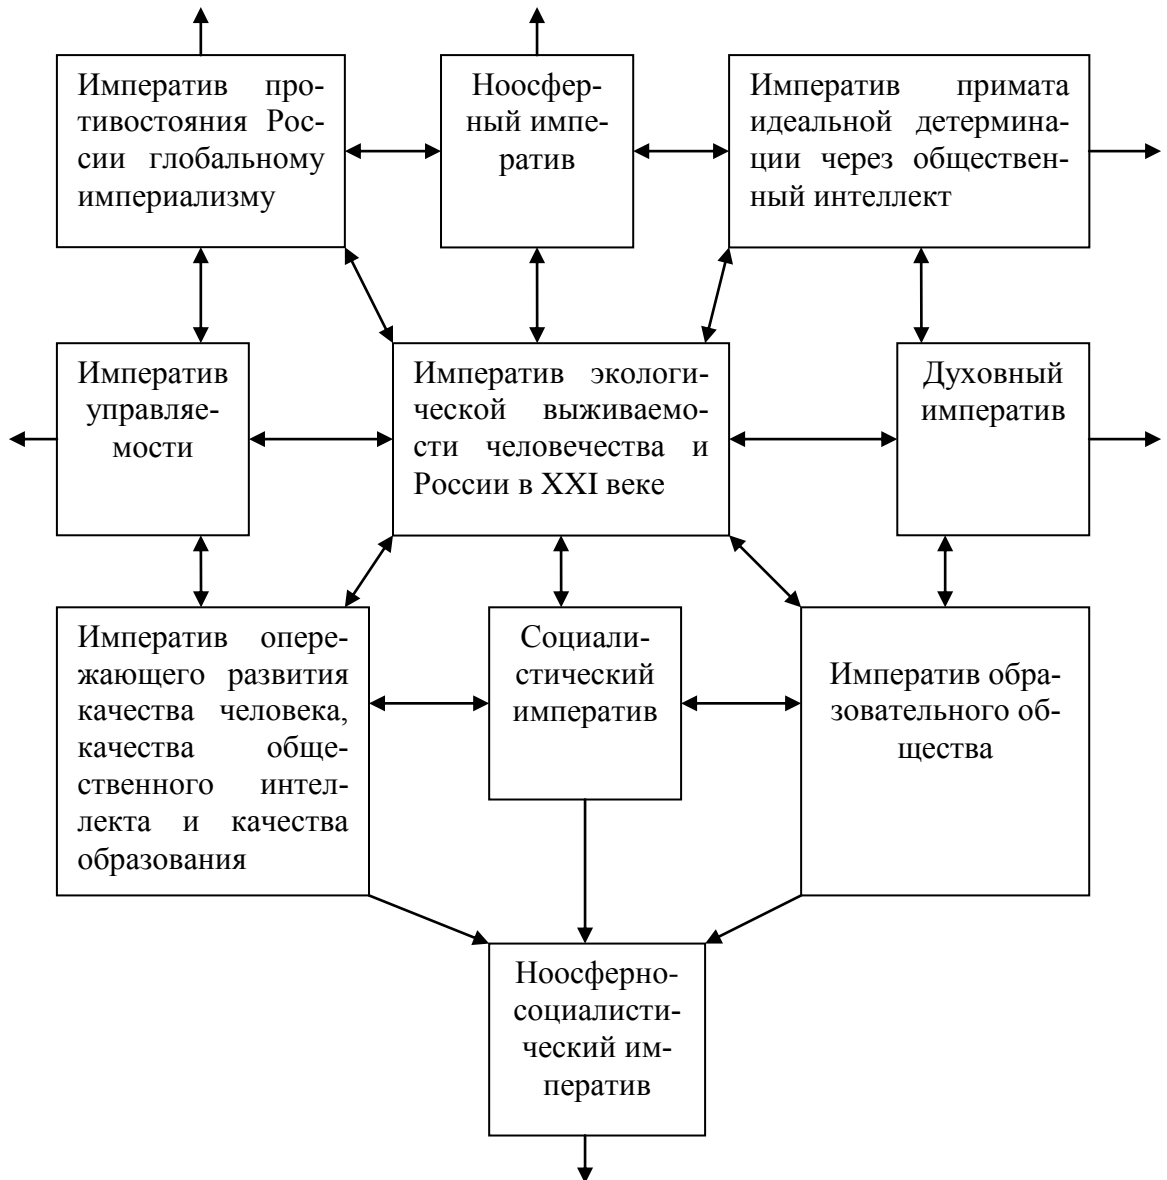 Императив про-
тивостояния Рос-
сии глобальному
империализму
Ноосфер-
ный импе-
ратив
Императив примата
идеальной детермина-
ции через обществен-
ный интеллект
Императив
управляе-
мости
Императив экологи-
ческой выживаемо-
сти человечества и
России в XXI веке
Духовный
императив
Императив опере-
жающего развития
качества человека,
качества обще-
ственного интел-
лекта и качества
образования
Социали-
стический
императив
Императив обра-
зовательного об-
щества
Ноосферно-
социалисти-
ческий им-
ператив